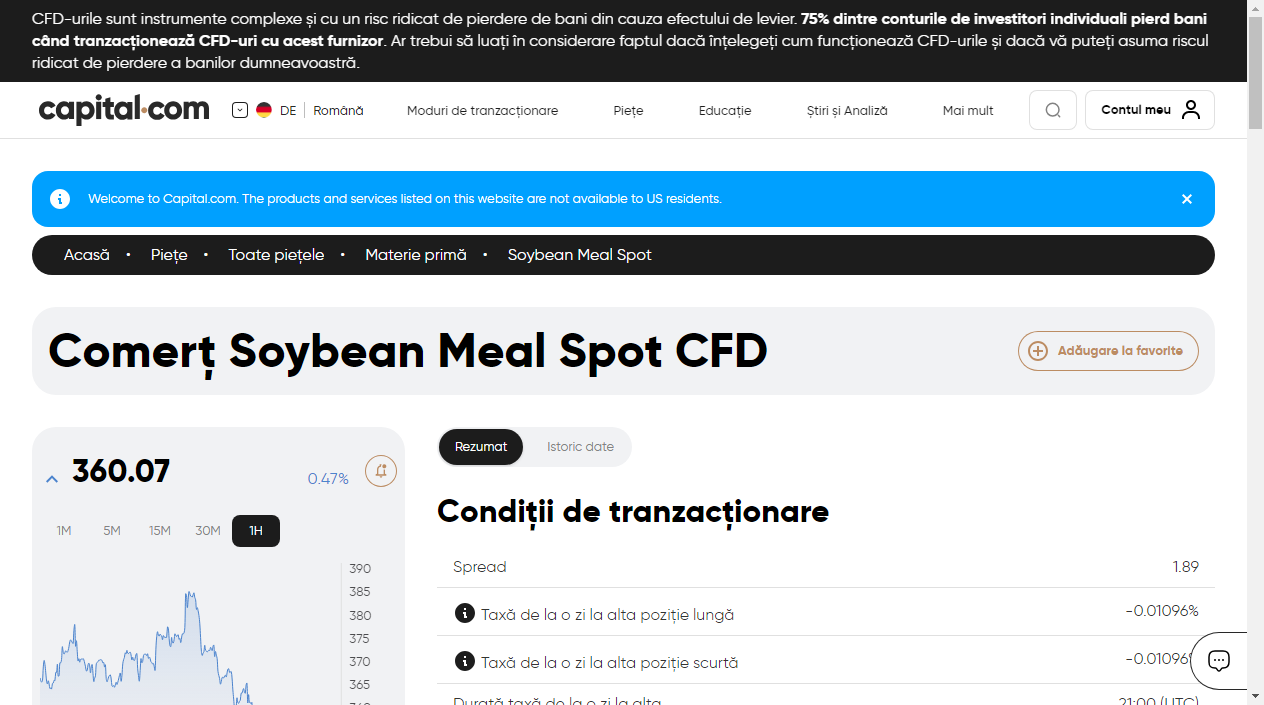 CFD-urile sunt instrumente complexe și cu un risc ridicat de pierdere de bani din cauza efectului de levier. 75% dintre conturile de investitori individuali pierd bani
când tranzacționează CFD-uri cu acest furnizor. Ar trebui să luați în considerare faptul dacă înțelegeți cum funcționează CFD-urile și dacă vă puteți asuma riscul
ridicat de pierdere a banilor dumneavoastră.
capital.com DE Română Moduri de tranzacționare Piețe Educație Știri și Analiză Mai mult Contul meu
Welcome to Capital.com. The products and services listed on this website are not available to US residents.
Acasă • Piețe • Toate piețele • Materie primă • Soybean Meal Spot
Comerț Soybean Meal Spot CFD
Adăugare la favorite
360.07 0.47%
1M 5M 15M 30M 1H
390
385
380
375
370
365
Rezumat Istoric date
Condiții de tranzacționare
Spread 1.89
Taxă de la o zi la alta poziție lungă -0.01096%
Taxă de la o zi la alta poziție scurtă -0.01096%
Durată taxă de la o zi la alta 21:00 (UTC)